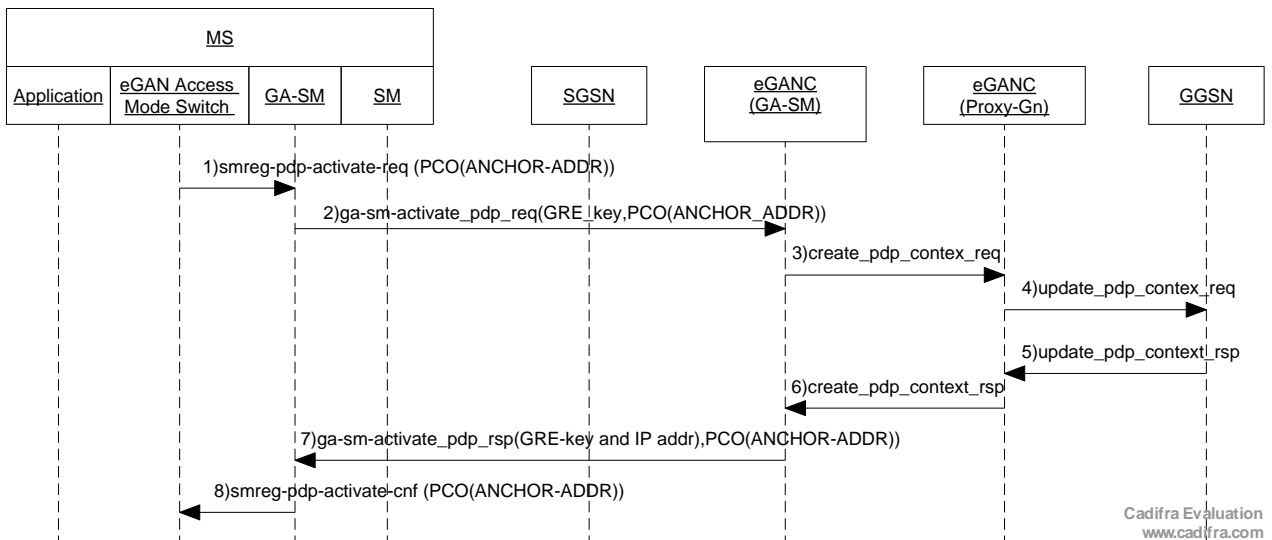 MS
Application
eGAN Access
Mode Switch
GA-SM
SM
SGSN
eGANC
(GA-SM)
eGANC
(Proxy-Gn)
GGSN
1)smreg-pdp-activate-req (PCO(ANCHOR-ADDR))
2)ga-sm-activate_pdp_req(GRE_key,PCO(ANCHOR_ADDR))
3)create_pdp_contex_req
4)update_pdp_contex_req
5)update_pdp_context_rsp
6)create_pdp_context_rsp
7)ga-sm-activate_pdp_rsp(GRE-key and IP addr),PCO(ANCHOR-ADDR))
8)smreg-pdp-activate-cnf (PCO(ANCHOR-ADDR))
Cadifra Evaluation
www.cadifra.com